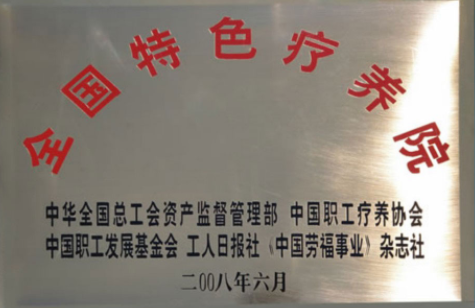 全国特色疗养院
中华全国总工会资产监督管理部 中国职工疗养协会
中国职工发展基金会 工人日报社《中国劳福事业》杂志社
二00八年六月